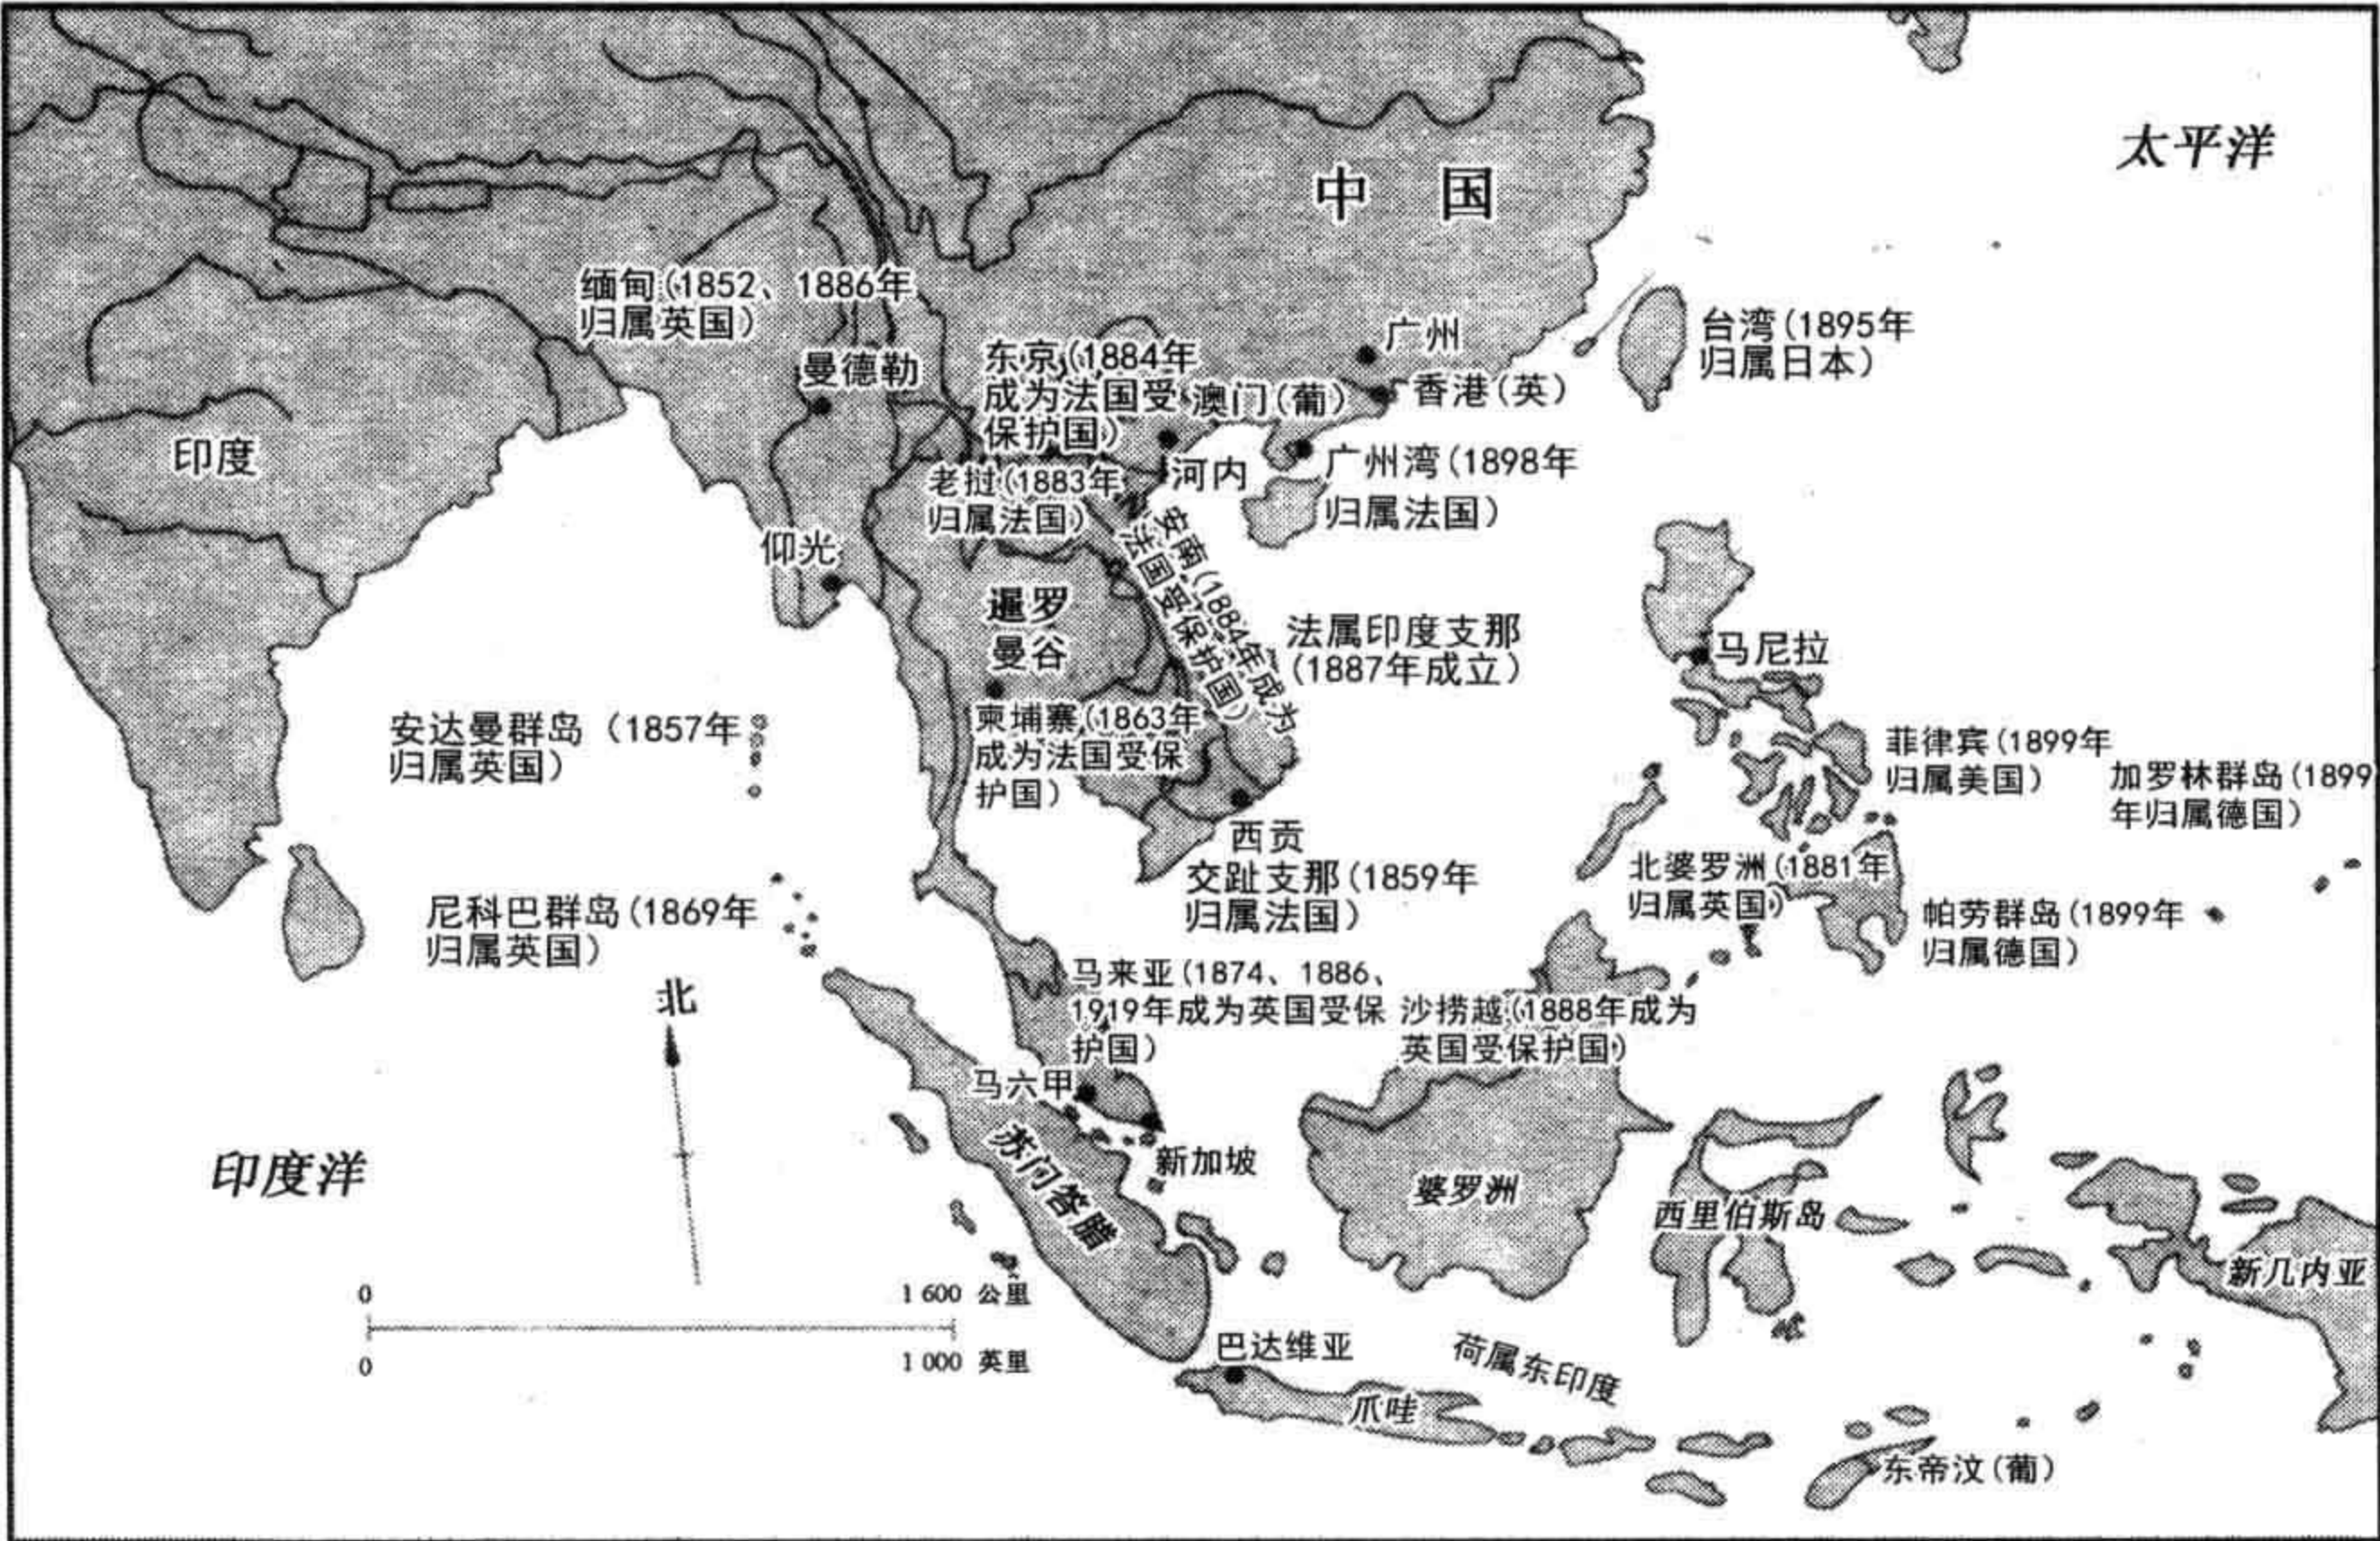 太平洋
中 国
缅甸(1852、1886年
归属英国)
曼德勒
东京(1884年
成为法国受
保护国)
广州
澳门(葡)
香港(英)
台湾(1895年
归属日本)
印度
河内
广州湾(1898年
归属法国)
老挝(1883年
归属法国)
仰光
安南(1884年成为
法国受保护国)
暹罗
曼谷
法属印度支那
(1887年成立)
马尼拉
安达曼群岛 (1857年
归属英国)
柬埔寨(1863年
成为法国受保
护国)
菲律宾(1899年
归属美国)
加罗林群岛(1899
年归属德国)
西贡
交趾支那(1859年
归属法国)
北婆罗洲(1881年
归属英国)
尼科巴群岛(1869年
归属英国)
帕劳群岛(1899年
归属德国)
北
马来亚(1874、1886、
1919年成为英国受保
护国)
沙捞越(1888年成为
英国受保护国)
马六甲
印度洋
苏门答腊
新加坡
婆罗洲
西里伯斯岛
新几内亚
0 1 600 公里
0 1 000 英里
巴达维亚
荷属东印度
爪哇
东帝汶(葡)